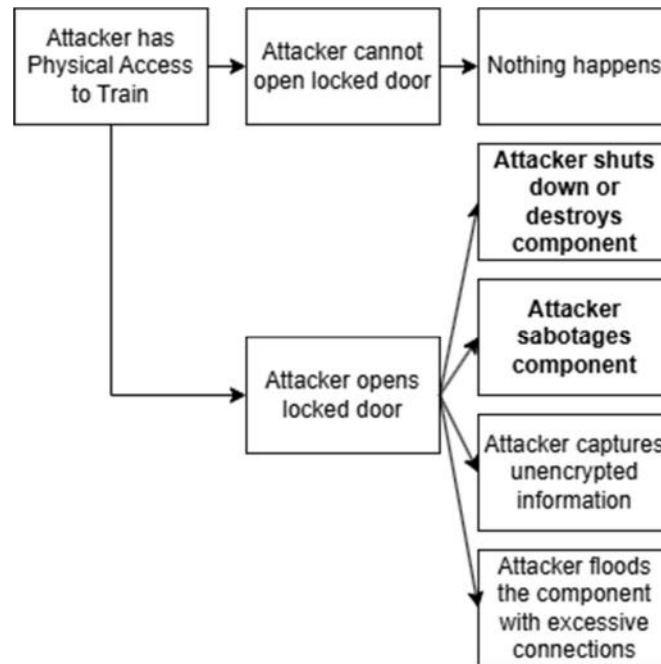 Attacker has
Physical Access
to Train
Attacker cannot
open locked door
Nothing happens
Attacker shuts
down or
destroys
component
Attacker
sabotages
component
Attacker opens
locked door
Attacker captures
unencrypted
information
Attacker floods
the component
with excessive
connections